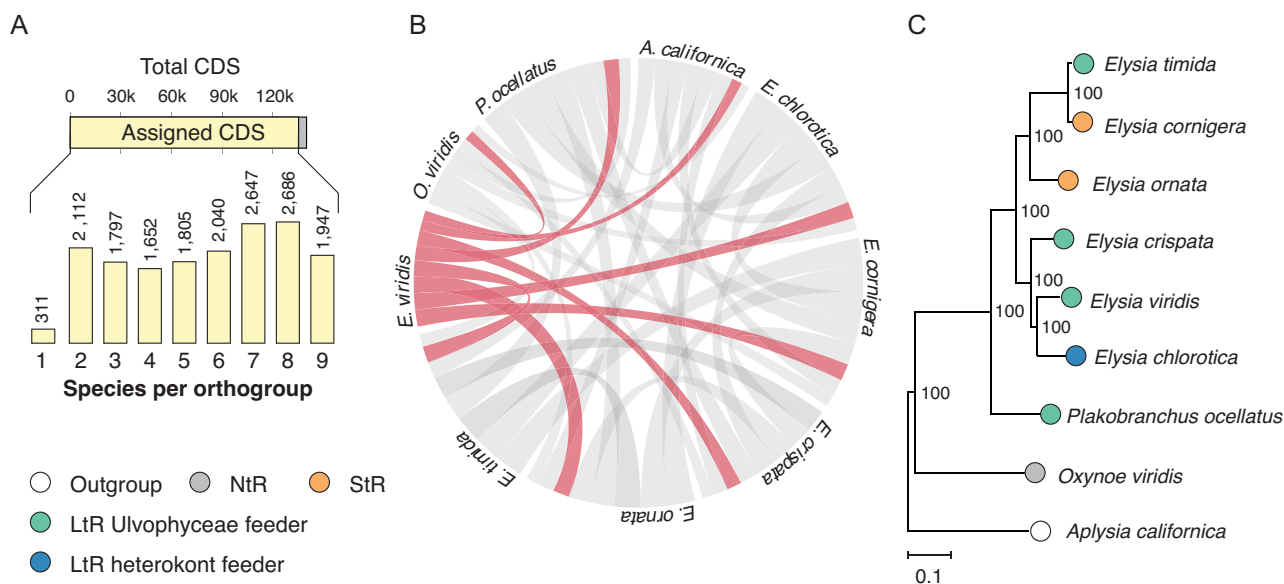 A
Total CDS
0 30k 60k 90k 120k
Assigned CDS
311 2,112 1,797 1,652 1,805 2,040 2,647 2,686 1,947
1 2 3 4 5 6 7 8 9
Species per orthogroup
Outgroup NtR StR
LtR Ulvophyceae feeder
LtR heterokont feeder
B
A. californica
E. chlorotica
E. cornigera
E. crispata
E. ornata
E. timida
E. viridis
O. viridis
P. ocellatus
C
Elysia timida
100
Elysia cornigera
100
Elysia ornata
100
Elysia crispata
100
Elysia viridis
100
100
Elysia chlorotica
100
Plakobranchus ocellatus
Oxynoe viridis
Aplysia californica
0.1